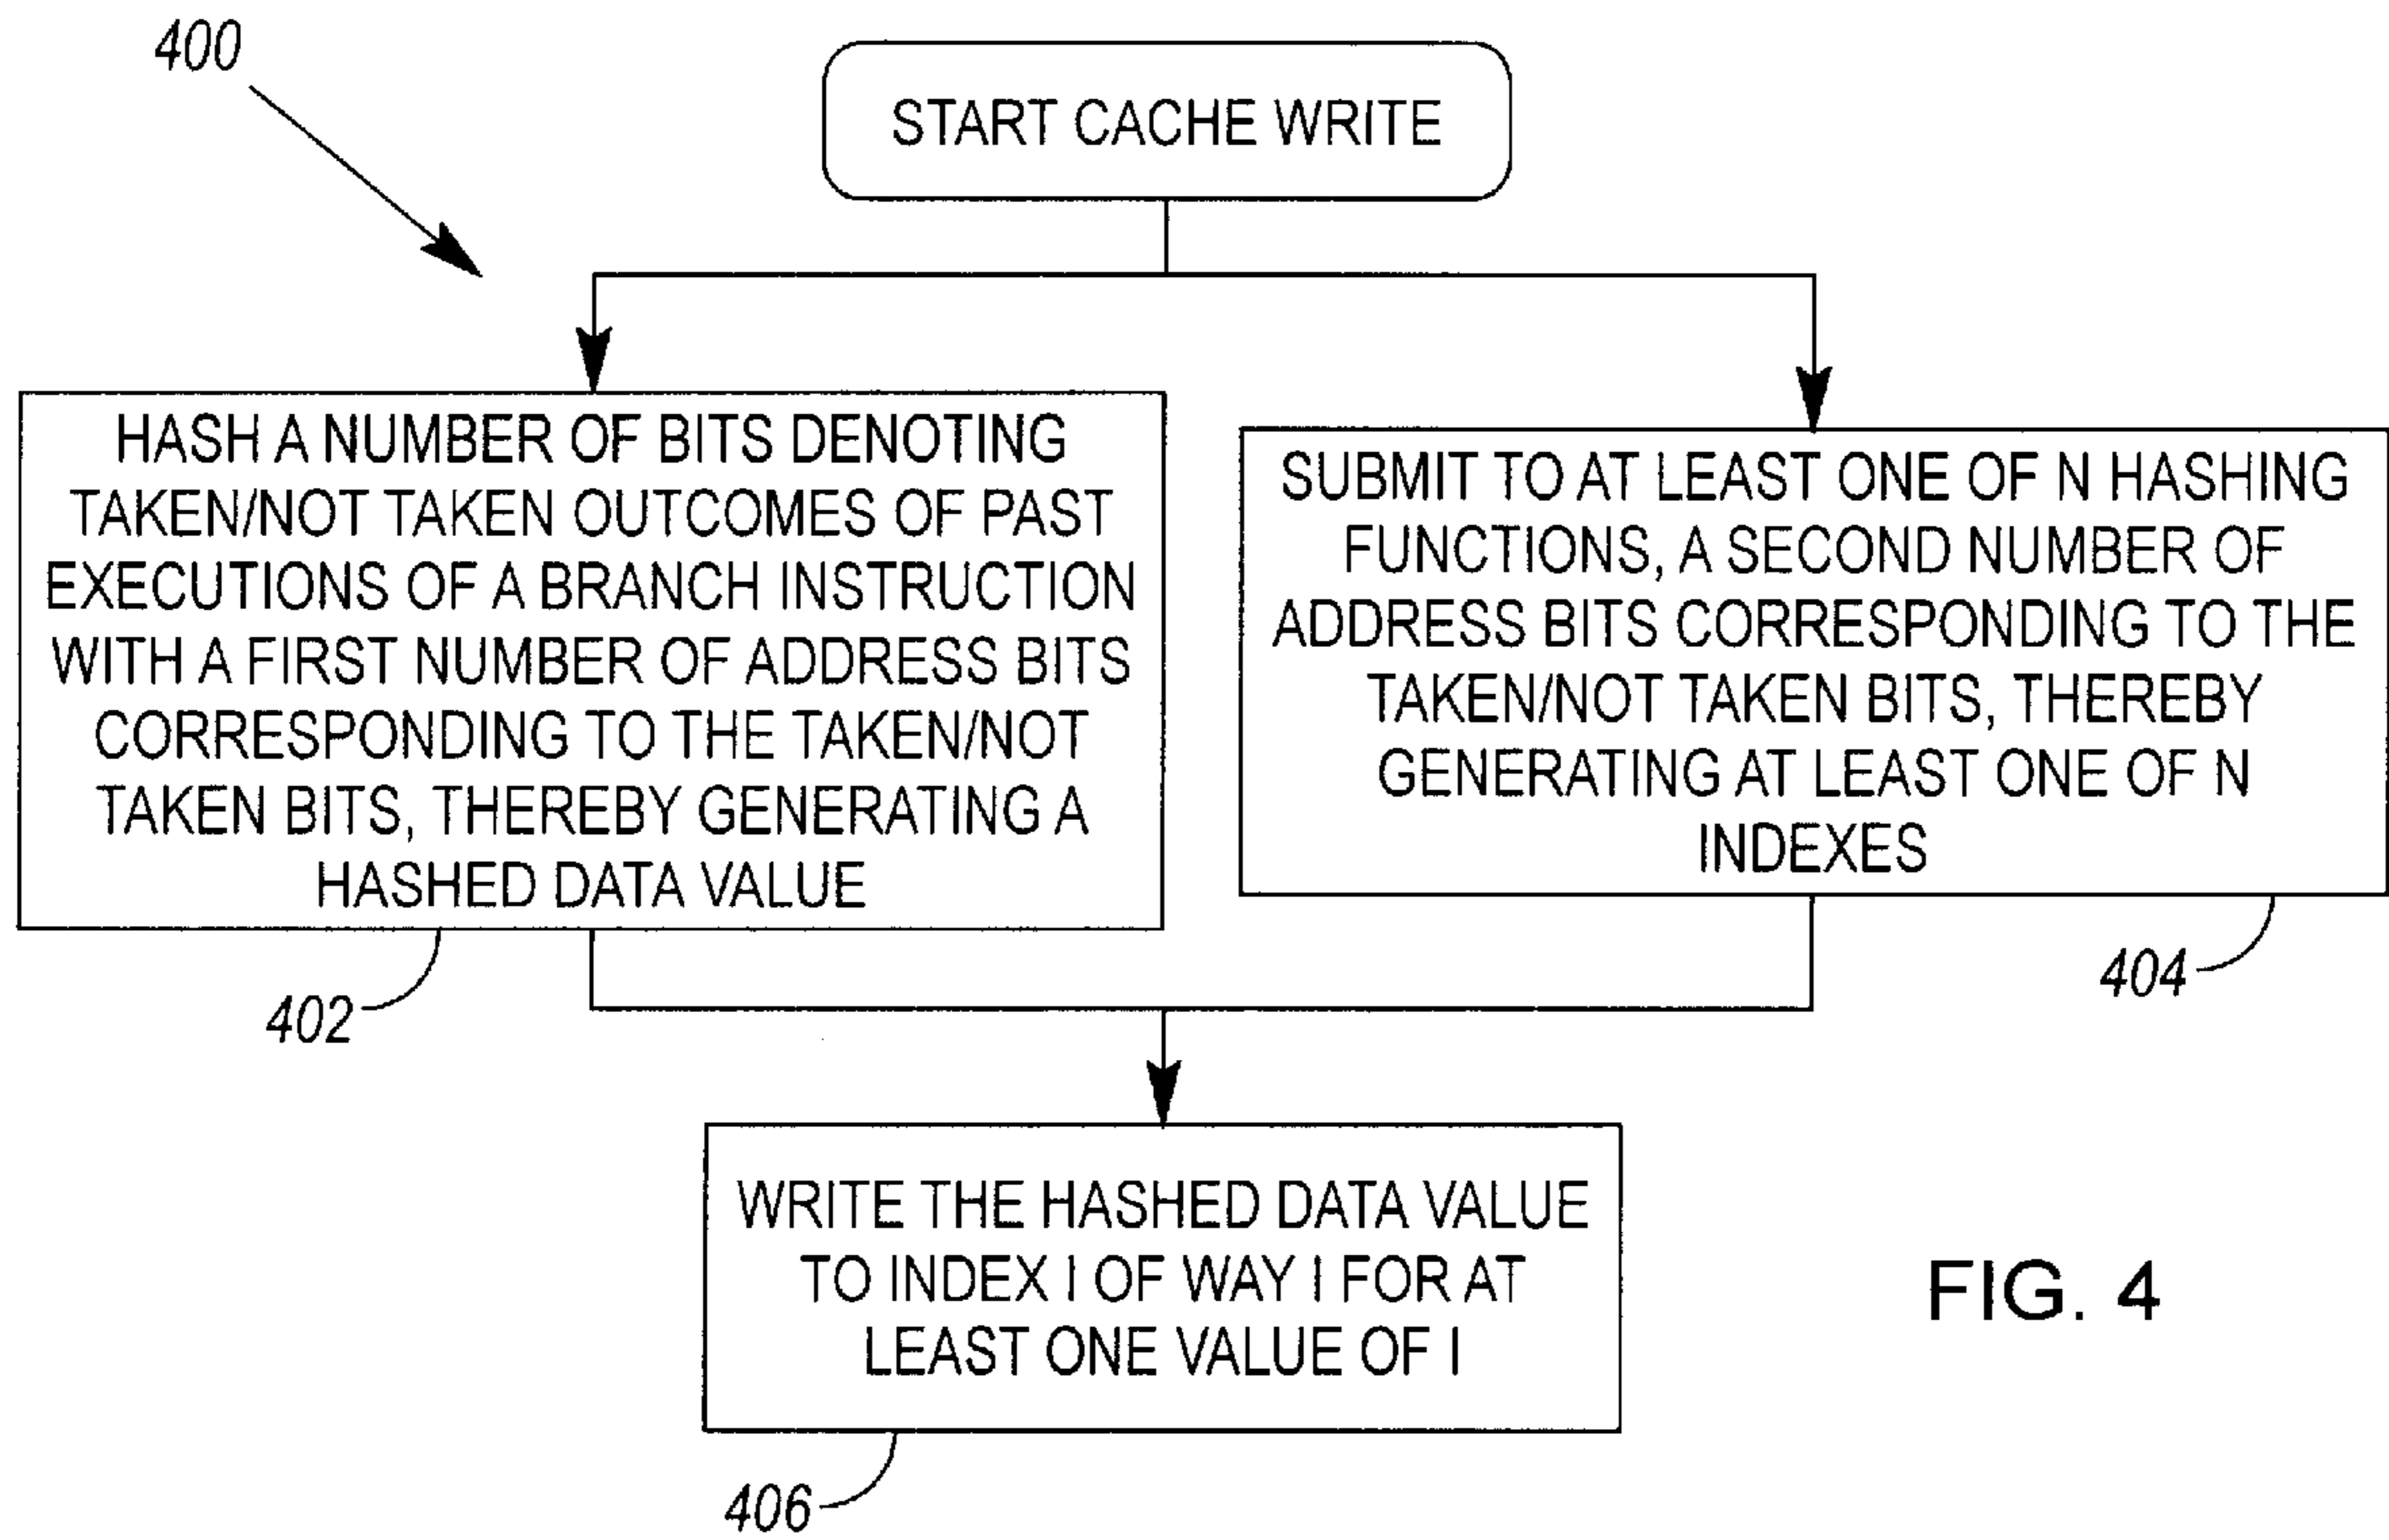 400
START CACHE WRITE
HASH A NUMBER OF BITS DENOTING
TAKEN/NOT TAKEN OUTCOMES OF PAST
EXECUTIONS OF A BRANCH INSTRUCTION
WITH A FIRST NUMBER OF ADDRESS BITS
CORRESPONDING TO THE TAKEN/NOT
TAKEN BITS, THEREBY GENERATING A
HASHED DATA VALUE
402
SUBMIT TO AT LEAST ONE OF N HASHING
FUNCTIONS, A SECOND NUMBER OF
ADDRESS BITS CORRESPONDING TO THE
TAKEN/NOT TAKEN BITS, THEREBY
GENERATING AT LEAST ONE OF N
INDEXES
404
WRITE THE HASHED DATA VALUE
TO INDEX I OF WAY I FOR AT
LEAST ONE VALUE OF I
406
FIG. 4